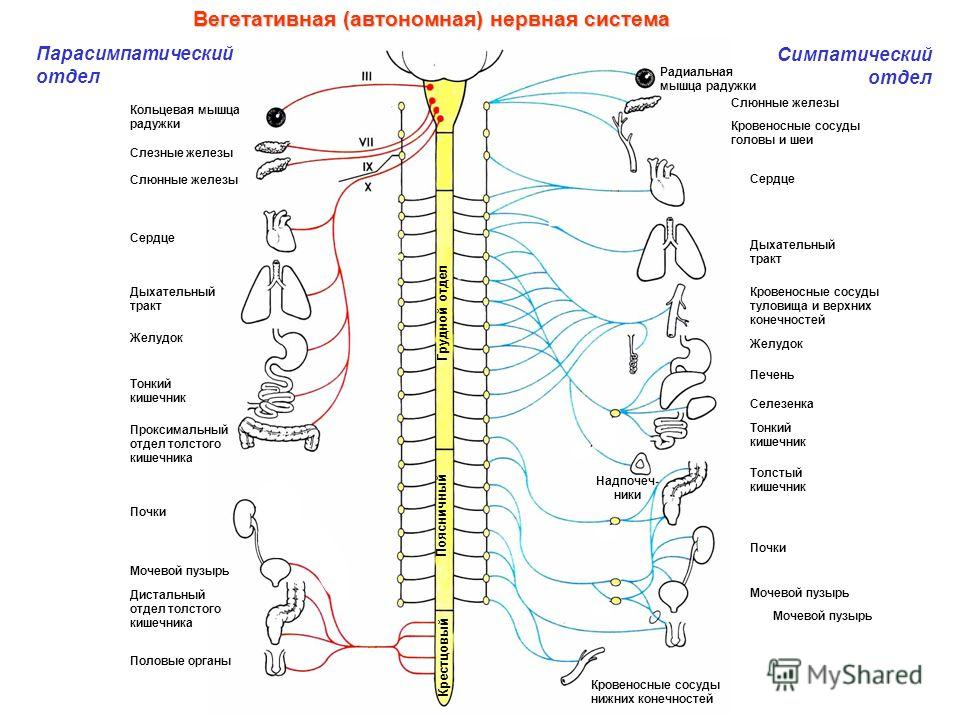 Вегетативная (автономная) нервная система
Парасимпатический
отдел
Симпатический
отдел
III
VII
IX
X
Кольцевая мышца
радужки
Слезные железы
Слюнные железы
Сердце
Дыхательный
тракт
Желудок
Тонкий
кишечник
Проксимальный
отдел толстого
кишечника
Почки
Мочевой пузырь
Дистальный
отдел толстого
кишечника
Половые органы
Грудной отдел
Поясничный
Крестцовый
Радиальная
мышца радужки
Слюнные железы
Кровеносные сосуды
головы и шеи
Сердце
Дыхательный
тракт
Кровеносные сосуды
туловища и верхних
конечностей
Желудок
Печень
Селезенка
Тонкий
кишечник
Надпочеч-
ники
Толстый
кишечник
Почки
Мочевой пузырь
Мочевой пузырь
Кровеносные сосуды
нижних конечностей
MyShared